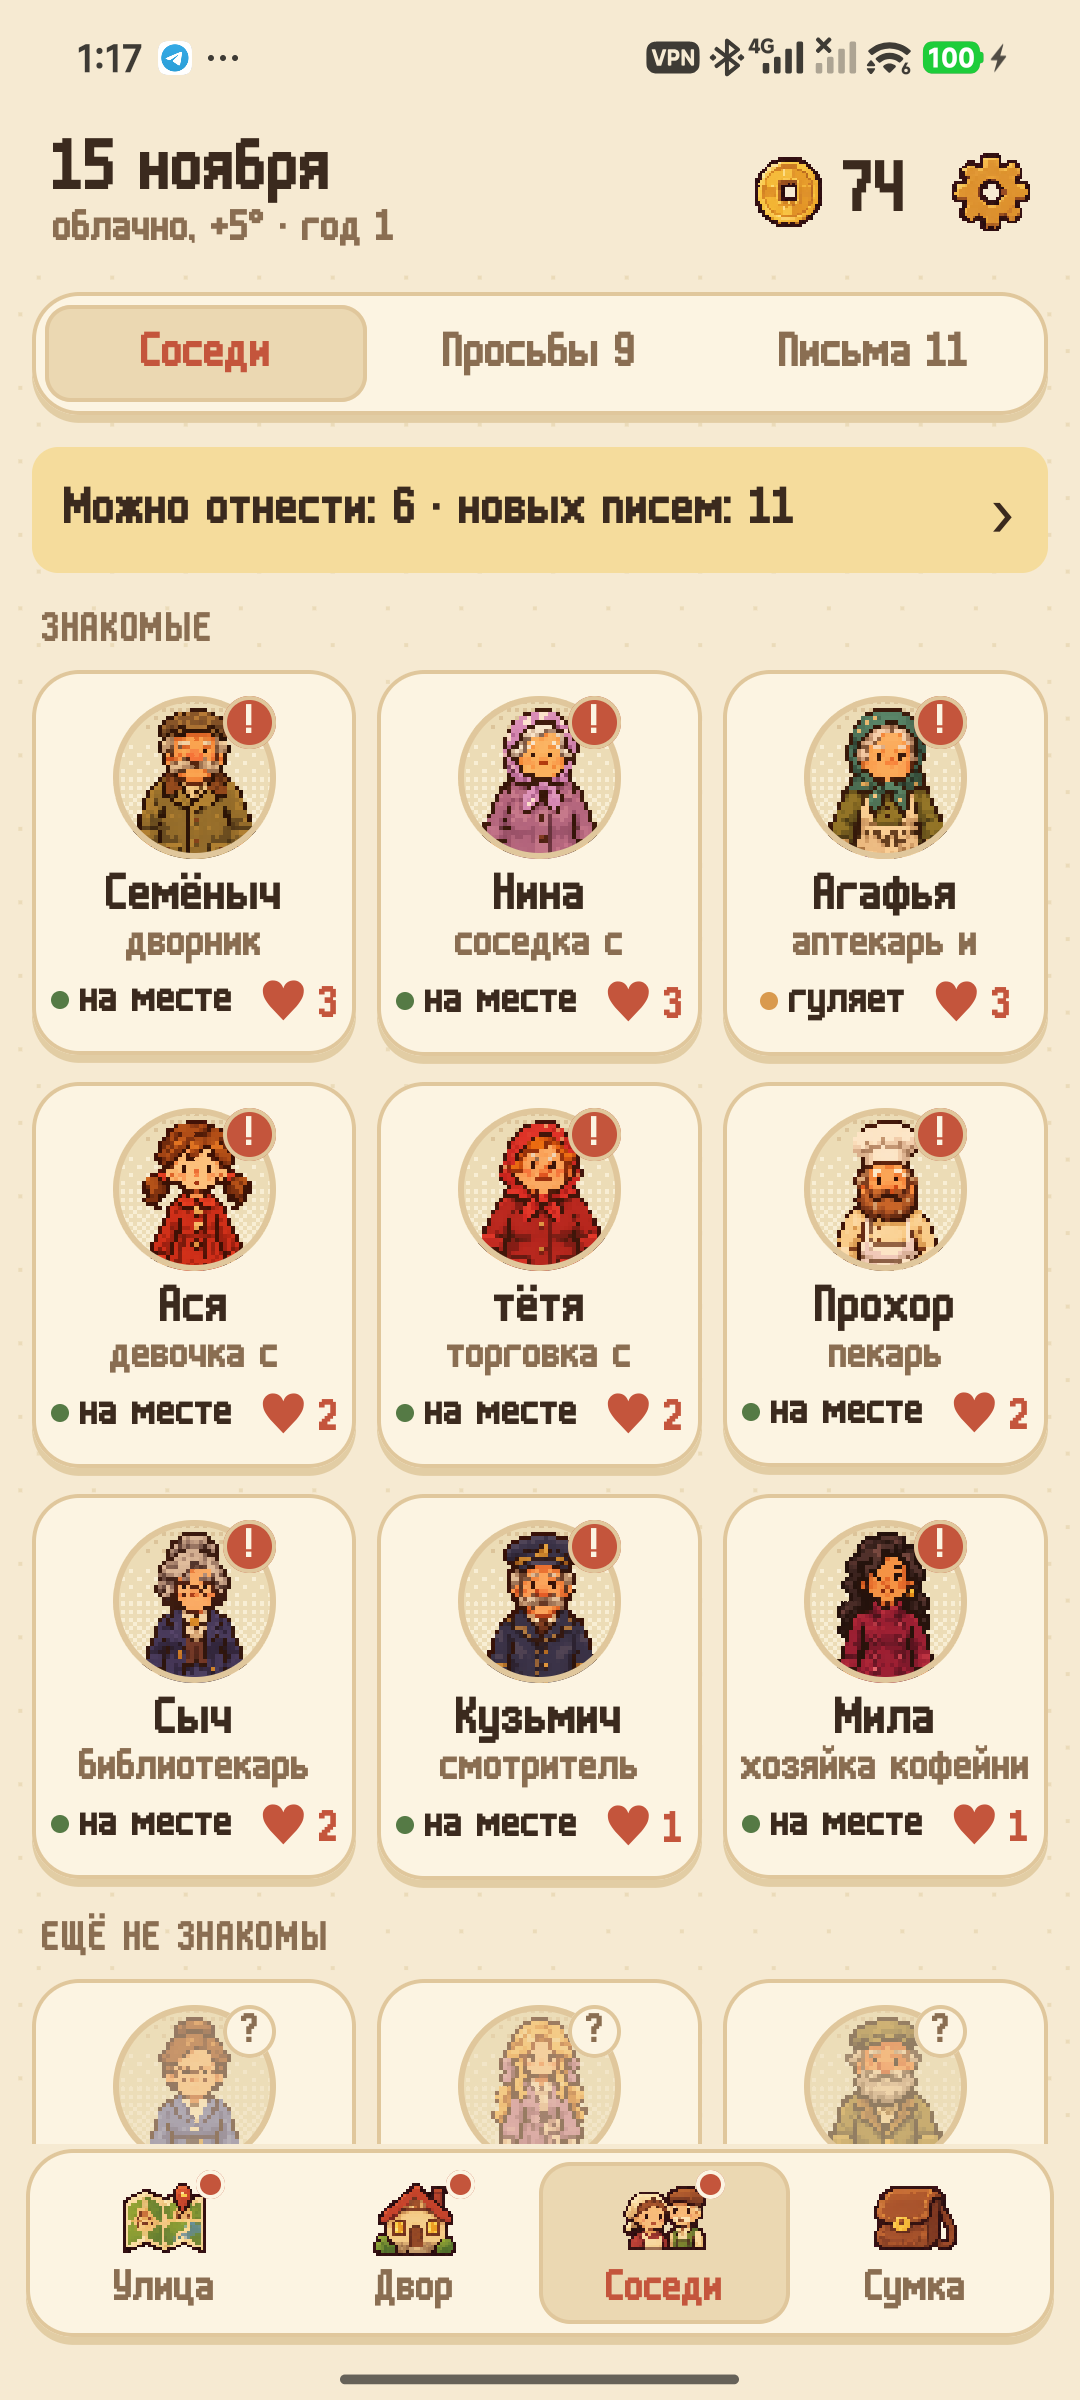 1:17 ... VPN 4G 6 100
15 ноября
74
облачно, +5° · год 1
Соседи Просьбы 9 Письма 11
Можно отнести: 6 · новых писем: 11 ›
ЗНАКОМЫЕ
! ! !
Семёныч Нина Агафья
дворник соседка с аптекарь и
на месте 3 на месте 3 гуляет 3
! ! !
Ася тётя Прохор
девочка с торговка с пекарь
на месте 2 на месте 2 на месте 2
! ! !
Сыч Кузьмич Мила
библиотекарь смотритель хозяйка кофейни
на месте 2 на месте 1 на месте 1
ЕЩЁ НЕ ЗНАКОМЫ
? ? ?
Улица Двор Соседи Сумка